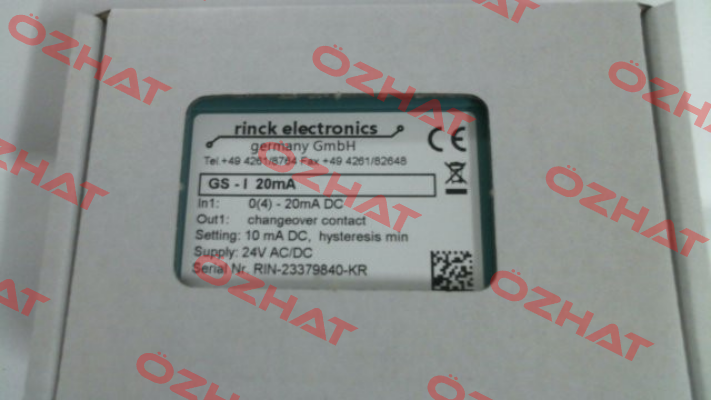 rinck electronics
germany GmbH
Tel.+49 4261/8764 Fax +49 4261/82648
CE
GS - I 20mA
In1: 0(4) - 20mA DC
Out1: changeover contact
Setting: 10 mA DC, hysteresis min
Supply: 24V AC/DC
Serial Nr. RIN-23379840-KR
ÖZHAT
ÖZHAT
ÖZHAT
ÖZHAT
ÖZHAT
ÖZHAT
ÖZHAT
ÖZHAT
ÖZHAT
ÖZHAT